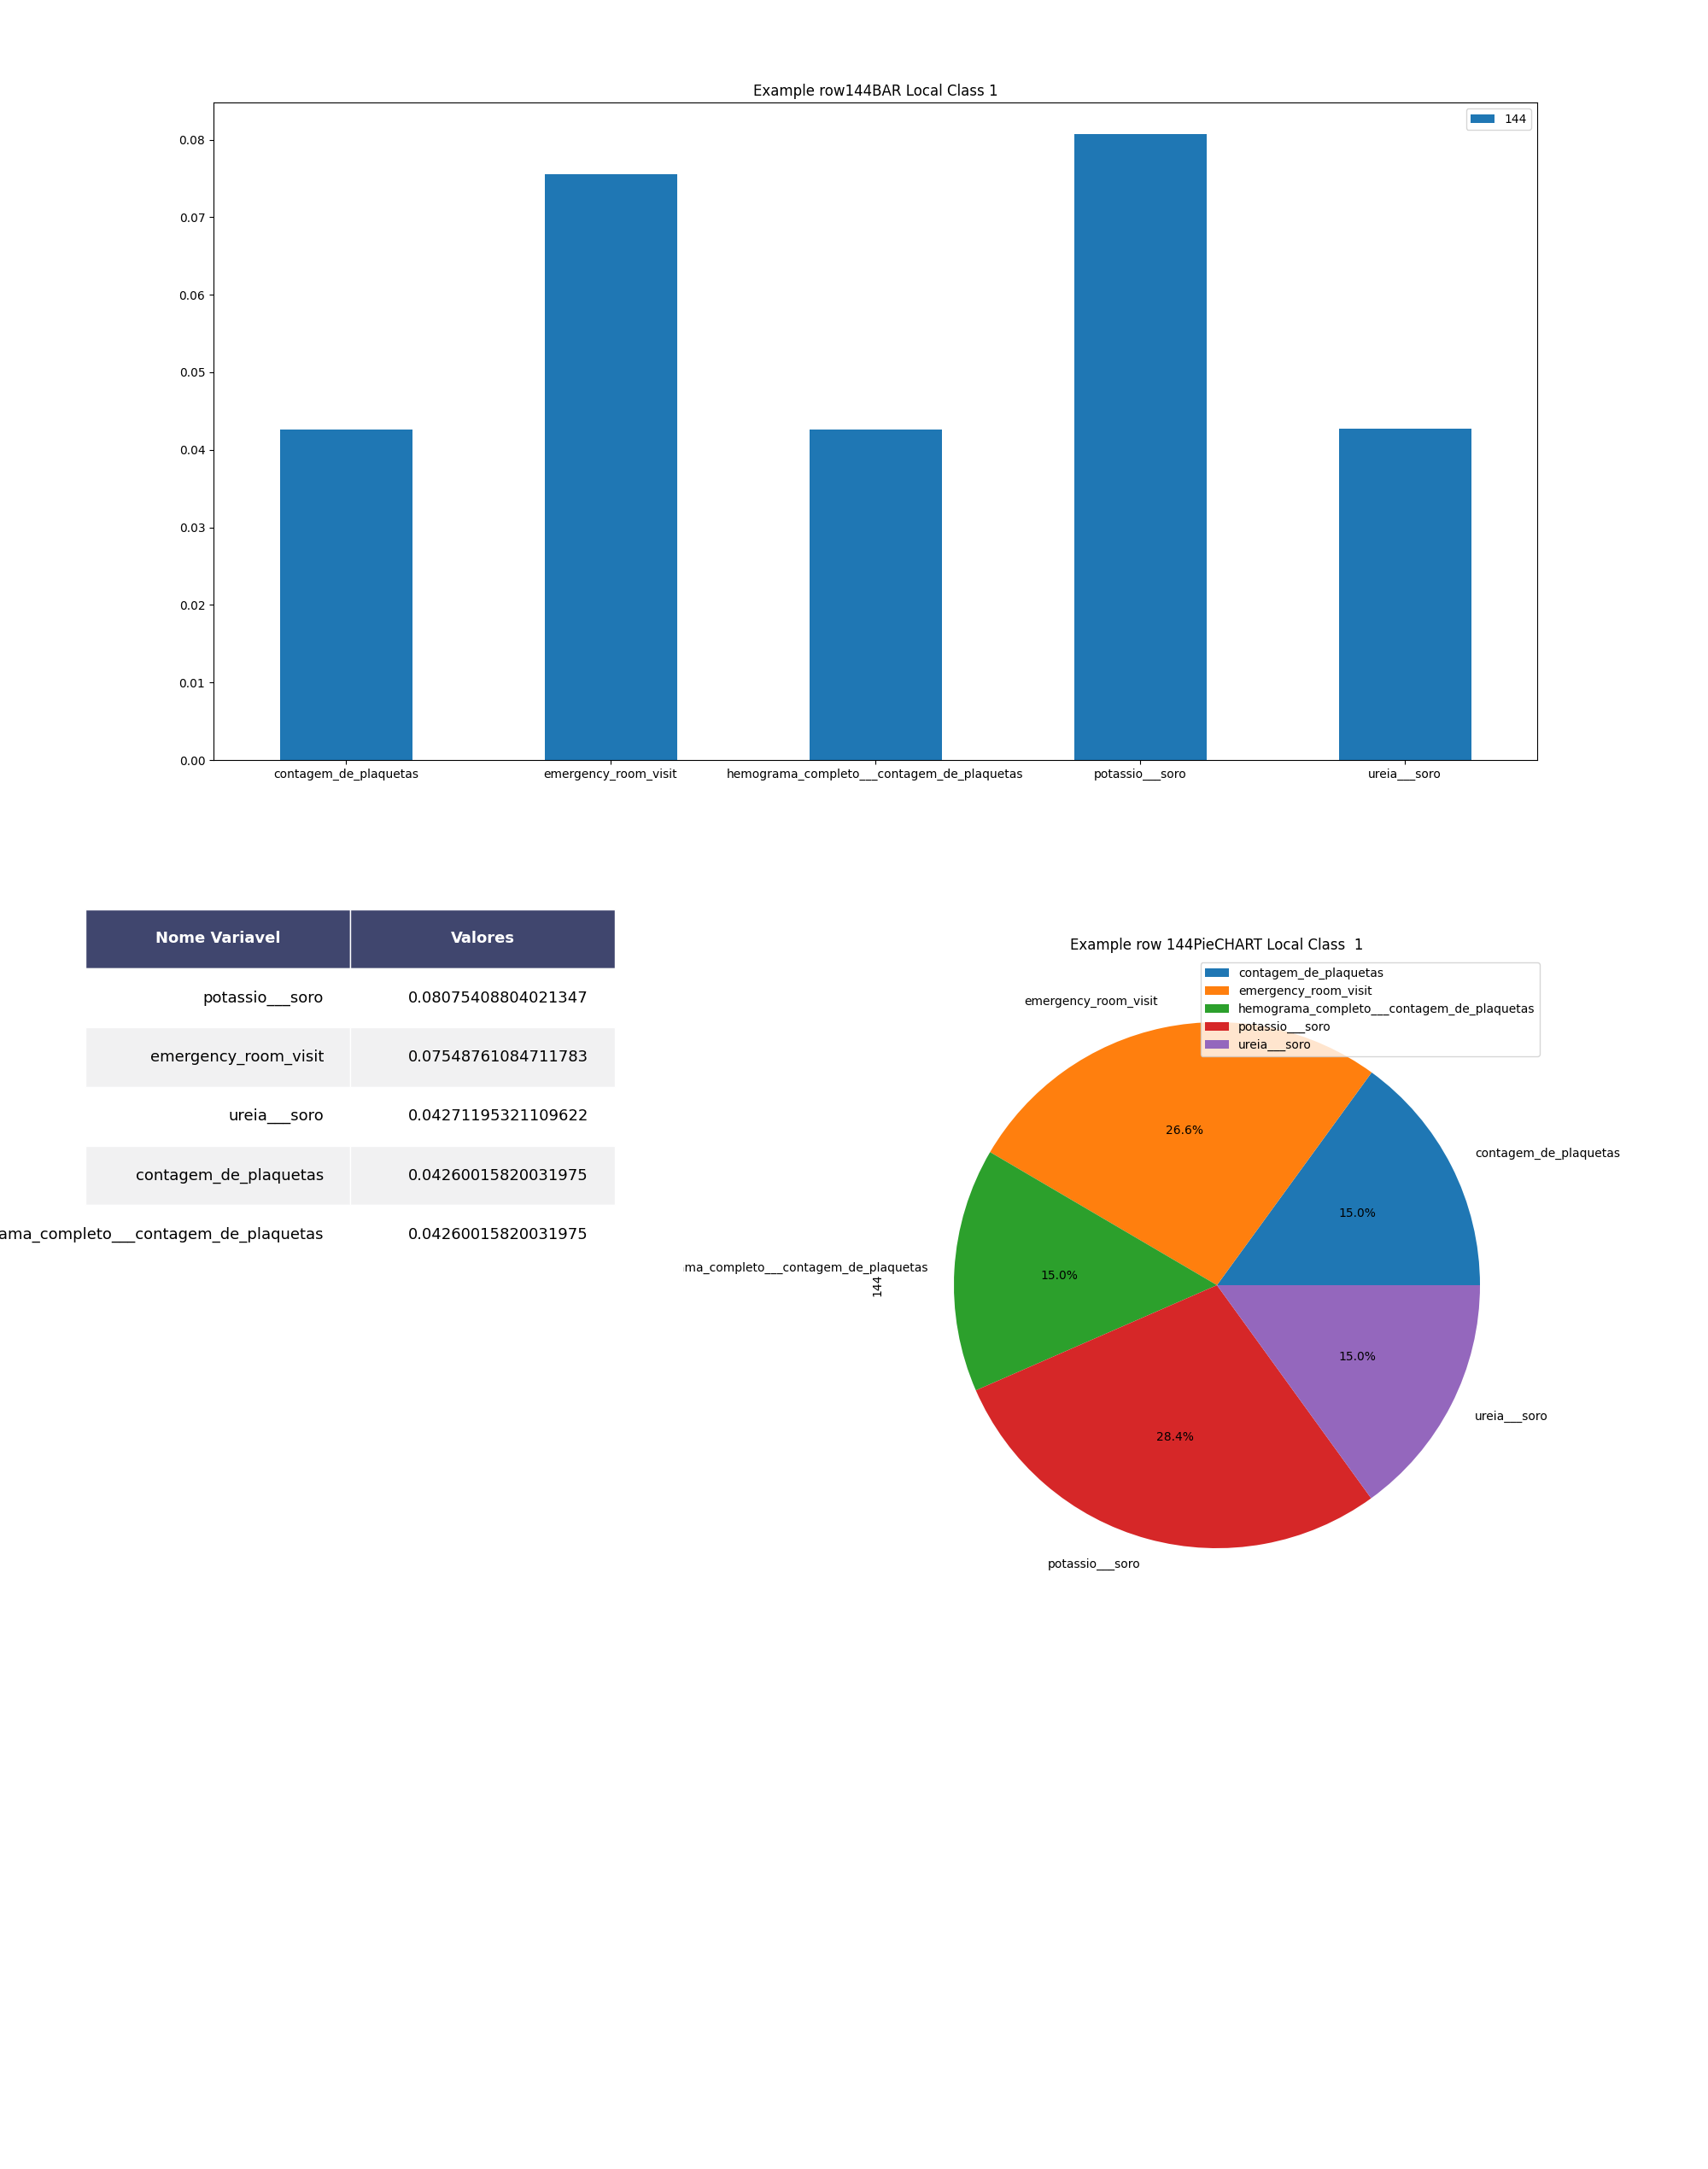 Example row144BAR Local Class 1
144
0.08
0.07
0.06
0.05
0.04
0.03
0.02
0.01
0.00
contagem_de_plaquetas
emergency_room_visit
hemograma_completo___contagem_de_plaquetas
potassio___soro
ureia___soro
Nome Variavel Valores
potassio___soro 0.08075408804021347
emergency_room_visit 0.07548761084711783
ureia___soro 0.04271195321109622
contagem_de_plaquetas 0.04260015820031975
ama_completo___contagem_de_plaquetas 0.04260015820031975
Example row 144PieCHART Local Class  1
contagem_de_plaquetas
emergency_room_visit
hemograma_completo___contagem_de_plaquetas
potassio___soro
ureia___soro
emergency_room_visit
26.6%
contagem_de_plaquetas
15.0%
ma_completo___contagem_de_plaquetas
15.0%
144
15.0%
ureia___soro
28.4%
potassio___soro